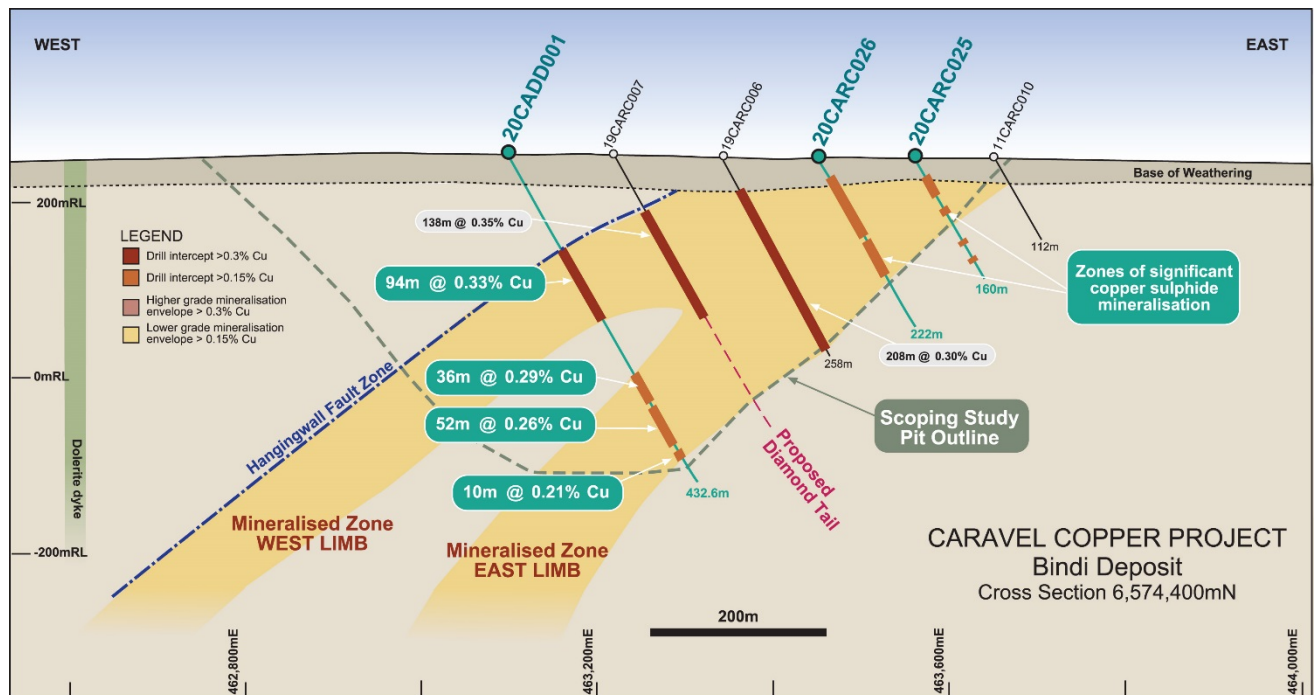 WEST
EAST
20CADD001
19CARC007
19CARC006
20CARC026
20CARC025
11CARC010
Base of Weathering
200mRL
LEGEND
Drill intercept >0.3% Cu
Drill intercept >0.15% Cu
Higher grade mineralisation
envelope > 0.3% Cu
Lower grade mineralisation
envelope > 0.15% Cu
138m @ 0.35% Cu
94m @ 0.33% Cu
112m
160m
Zones of significant
copper sulphide
mineralisation
222m
208m @ 0.30% Cu
258m
0mRL
36m @ 0.29% Cu
52m @ 0.26% Cu
10m @ 0.21% Cu
432.6m
Hangingwall Fault Zone
Dolerite dyke
Scoping Study
Pit Outline
Proposed
Diamond Tail
Mineralised Zone
WEST LIMB
Mineralised Zone
EAST LIMB
-200mRL
CARAVEL COPPER PROJECT
Bindi Deposit
Cross Section 6,574,400mN
200m
462,800mE
463,200mE
463,600mE
464,000mE